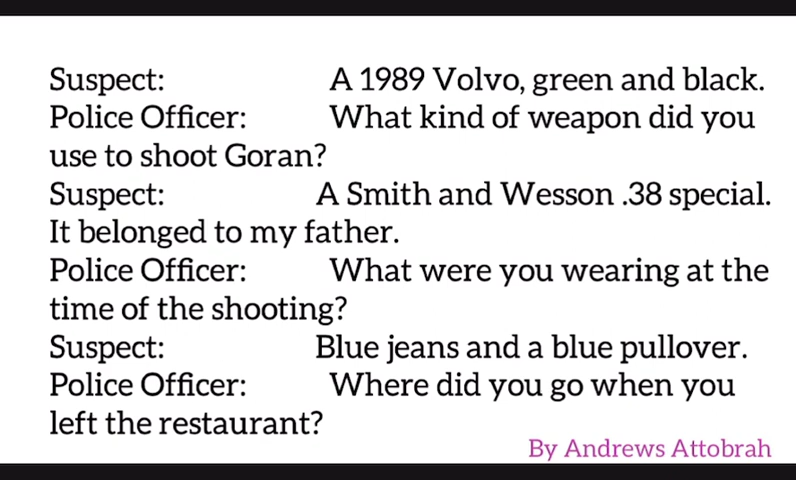 Suspect: A 1989 Volvo, green and black.
Police Officer: What kind of weapon did you
use to shoot Goran?
Suspect: A Smith and Wesson .38 special.
It belonged to my father.
Police Officer: What were you wearing at the
time of the shooting?
Suspect: Blue jeans and a blue pullover.
Police Officer: Where did you go when you
left the restaurant?
By Andrews Attobrah